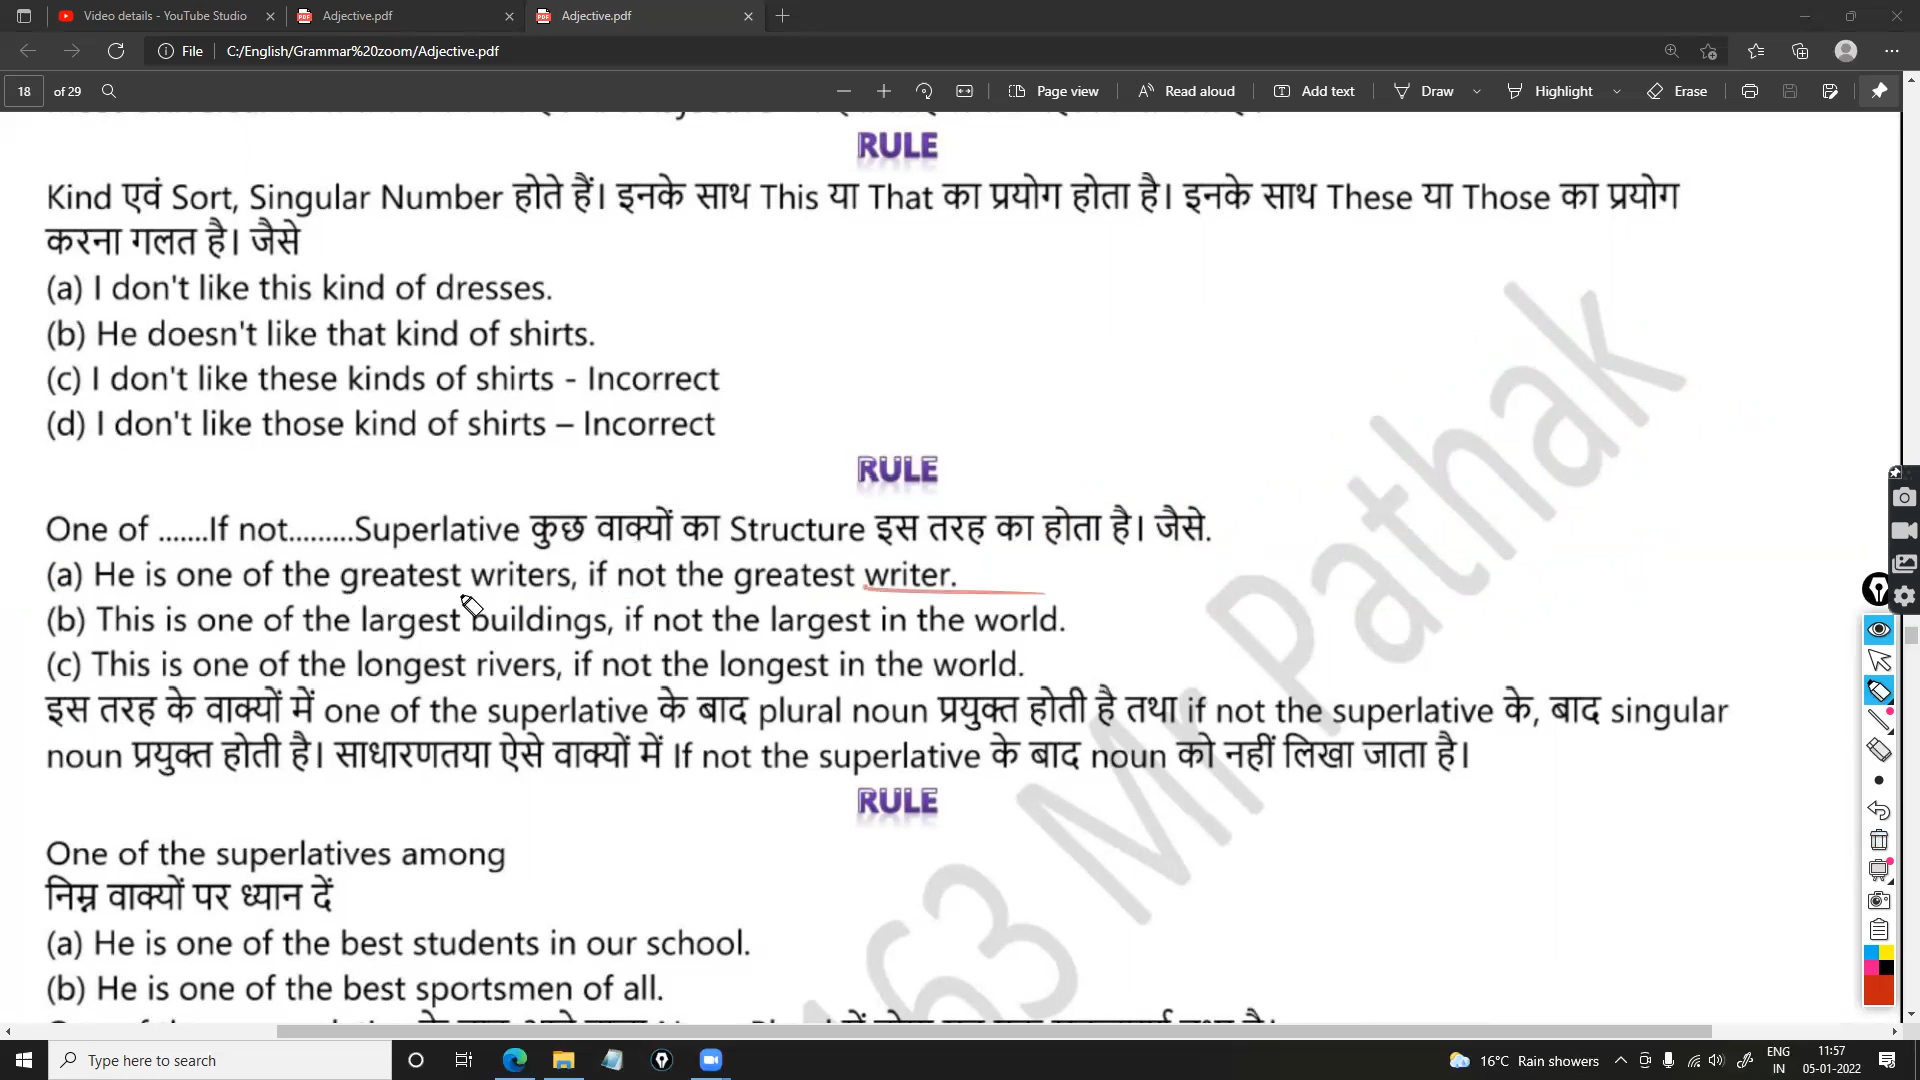 Video details - YouTube Studio
Adjective.pdf
Adjective.pdf
File
C:/English/Grammar%20zoom/Adjective.pdf
18 of 29
Page view
Read aloud
Add text
Draw
Highlight
Erase
RULE
Kind एवं Sort, Singular Number होते हैं। इनके साथ This या That का प्रयोग होता है। इनके साथ These या Those का प्रयोग
करना गलत है। जैसे
(a) I don't like this kind of dresses.
(b) He doesn't like that kind of shirts.
(c) I don't like these kinds of shirts - Incorrect
(d) I don't like those kind of shirts – Incorrect
RULE
One of .......If not.........Superlative कुछ वाक्यों का Structure इस तरह का होता है। जैसे.
(a) He is one of the greatest writers, if not the greatest writer.
(b) This is one of the largest buildings, if not the largest in the world.
(c) This is one of the longest rivers, if not the longest in the world.
इस तरह के वाक्यों में one of the superlative के बाद plural noun प्रयुक्त होती है तथा if not the superlative के, बाद singular
noun प्रयुक्त होती है। साधारणतया ऐसे वाक्यों में If not the superlative के बाद noun को नहीं लिखा जाता है।
RULE
One of the superlatives among
निम्न वाक्यों पर ध्यान दें
(a) He is one of the best students in our school.
(b) He is one of the best sportsmen of all.
163 Mr Pathak
Type here to search
16°C Rain showers
ENG
IN
11:57
05-01-2022